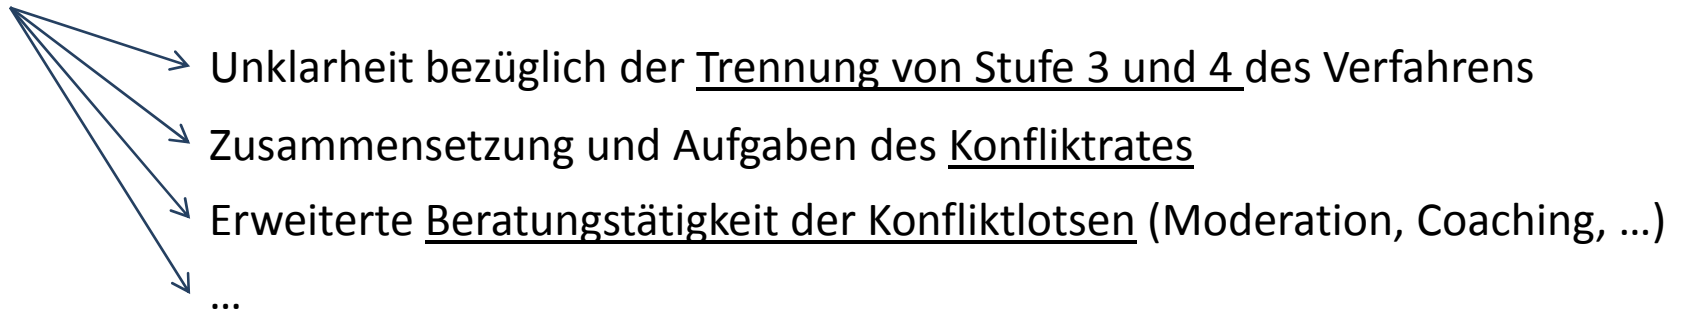 Unklarheit bezüglich der Trennung von Stufe 3 und 4 des Verfahrens
Zusammensetzung und Aufgaben des Konfliktrates
Erweiterte Beratungstätigkeit der Konfliktlotsen (Moderation, Coaching, …)
…